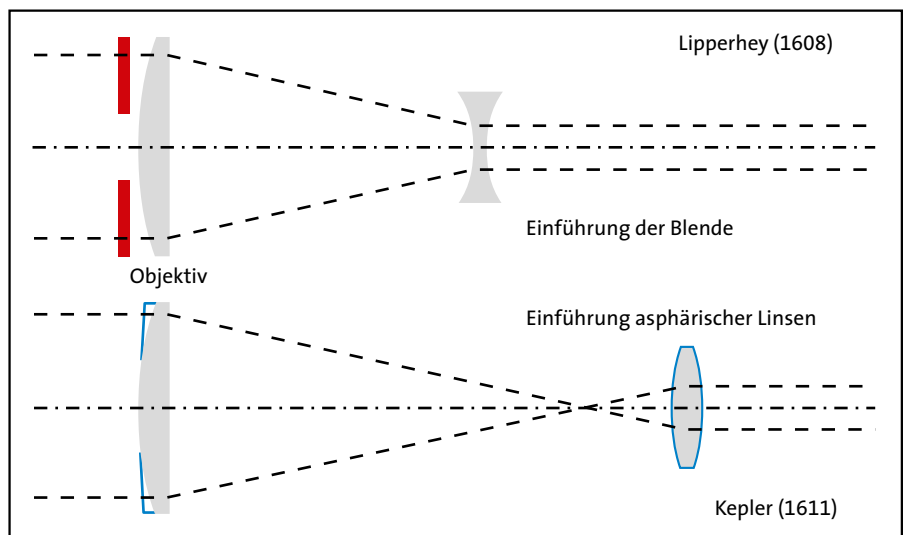 Lipperhey (1608)
Einführung der Blende
Objektiv
Einführung asphärischer Linsen
Kepler (1611)